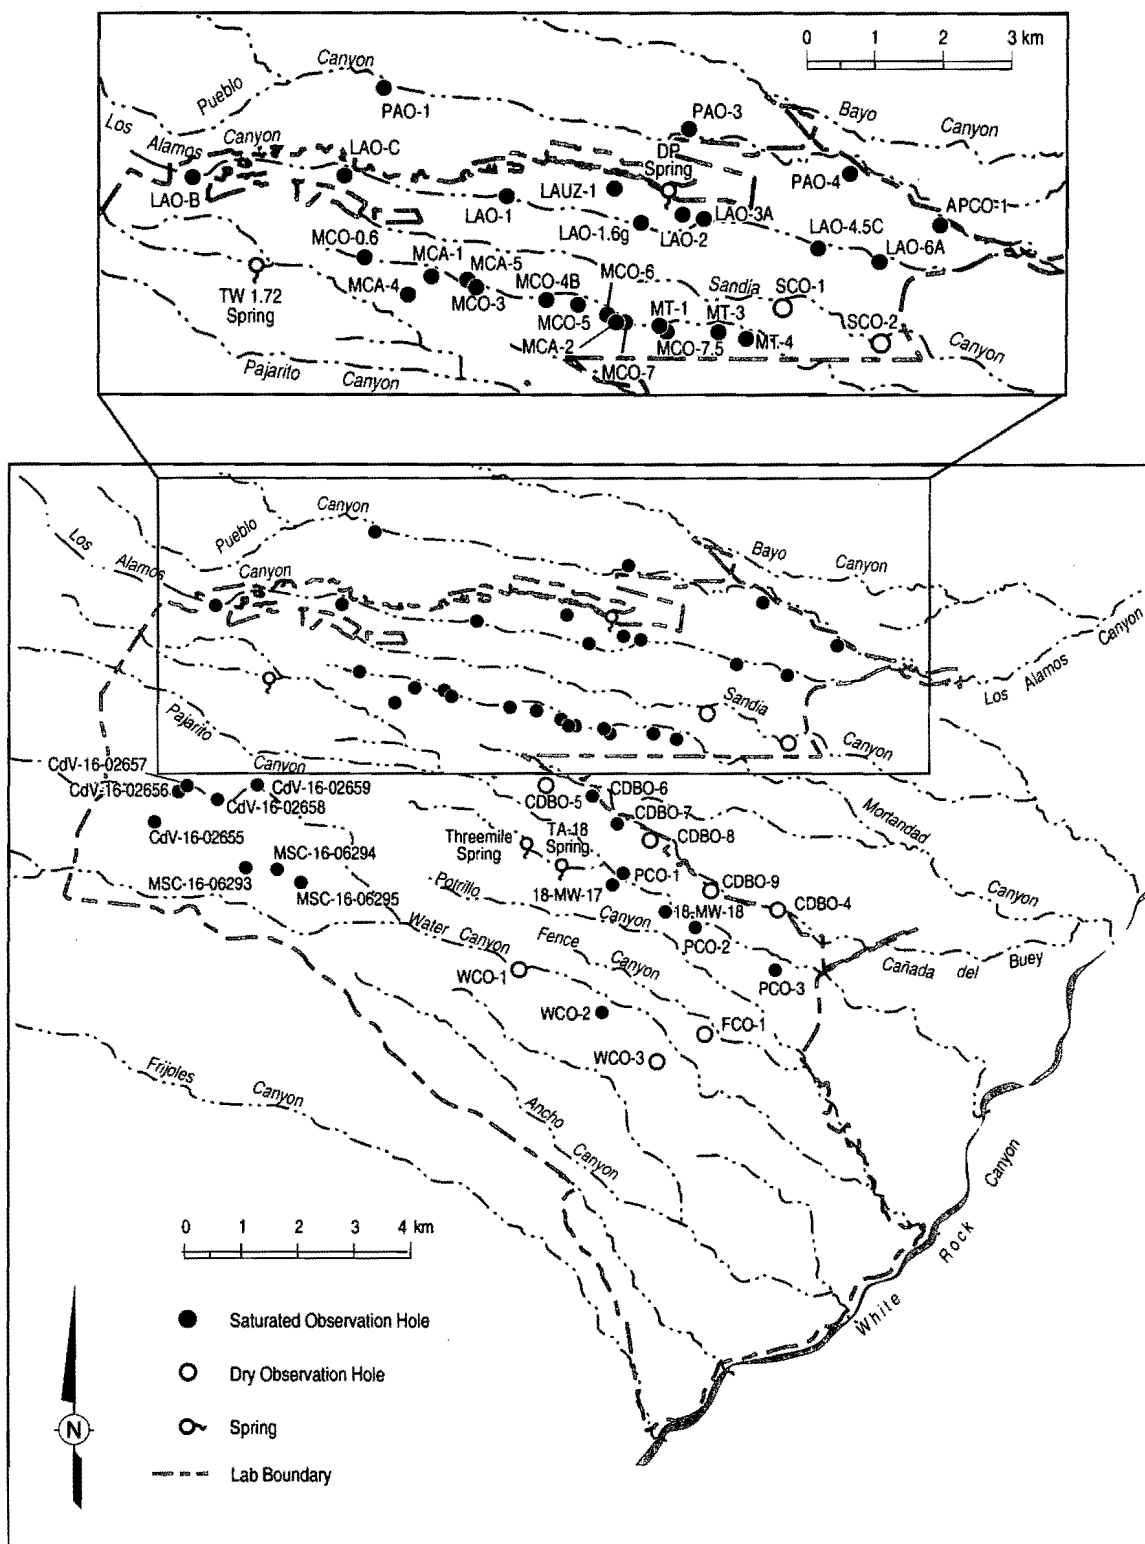 0 1 2 3 km
Pueblo Canyon
PAO-1
PAO-3
Bayo Canyon
Los Alamos Canyon
LAO-C
DP Spring
PAO-4
LAO-B
LAUZ-1
LAO-1
LAO-3A
APCO-1
LAO-4.5C
LAO-1.6g
LAO-2
LAO-6A
MCO-0.6
MCA-1
MCA-5
MCO-6
MCO-4B
Sandia
SCO-1
MCA-4
MCO-3
MT-1
MT-3
TW 1.72 Spring
MCO-5
SCO-2
MCA-2
MCO-7.5
MT-4
Canyon
Pajarito Canyon
MCO-7
Pueblo Canyon
Los Alamos Canyon
Bayo Canyon
Los Alamos Canyon
Sandia Canyon
Pajarito Canyon
CdV-16-02657
CdV-16-02656
CdV-16-02659
CdV-16-02658
CdV-16-02655
CDBO-5
CDBO-6
CDBO-7
Mortandad Canyon
Threemile Spring
TA-18 Spring
CDBO-8
MSC-16-06294
MSC-16-06293
MSC-16-06295
PCO-1
CDBO-9
18-MW-17
CDBO-4
Potrillo Canyon
18-MW-18
PCO-2
Water Canyon
Fence Canyon
Cañada del Buey
WCO-1
PCO-3
WCO-2
FCO-1
WCO-3
Frijoles Canyon
Ancho Canyon
White Rock Canyon
0 1 2 3 4 km
Saturated Observation Hole
Dry Observation Hole
Spring
N
Lab Boundary